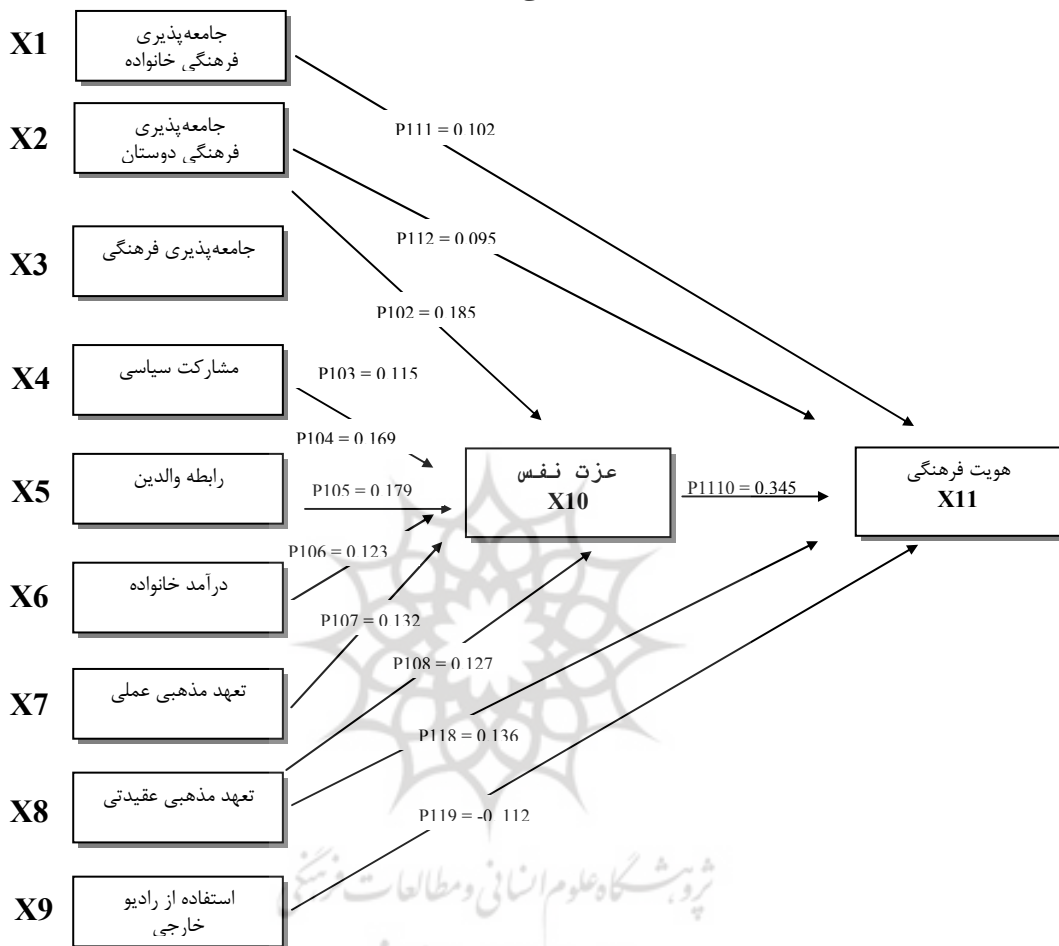 X1
جامعه‌پذیری
فرهنگی خانواده
P111 = 0.102
X2
جامعه‌پذیری
فرهنگی دوستان
P112 = 0.095
P102 = 0.185
X3
جامعه‌پذیری فرهنگی
X4
مشارکت سیاسی
P103 = 0.115
P104 = 0.169
X5
رابطه والدین
P105 = 0.179
عزت نفس
X10
P1110 = 0.345
هویت فرهنگی
X11
P106 = 0.123
X6
درآمد خانواده
P107 = 0.132
X7
تعهد مذهبی عملی
P108 = 0.127
P118 = 0.136
X8
تعهد مذهبی عقیدتی
P119 = -0. 112
X9
استفاده از رادیو
خارجی
پژوهشگاه علوم انسانی و مطالعات فرهنگی